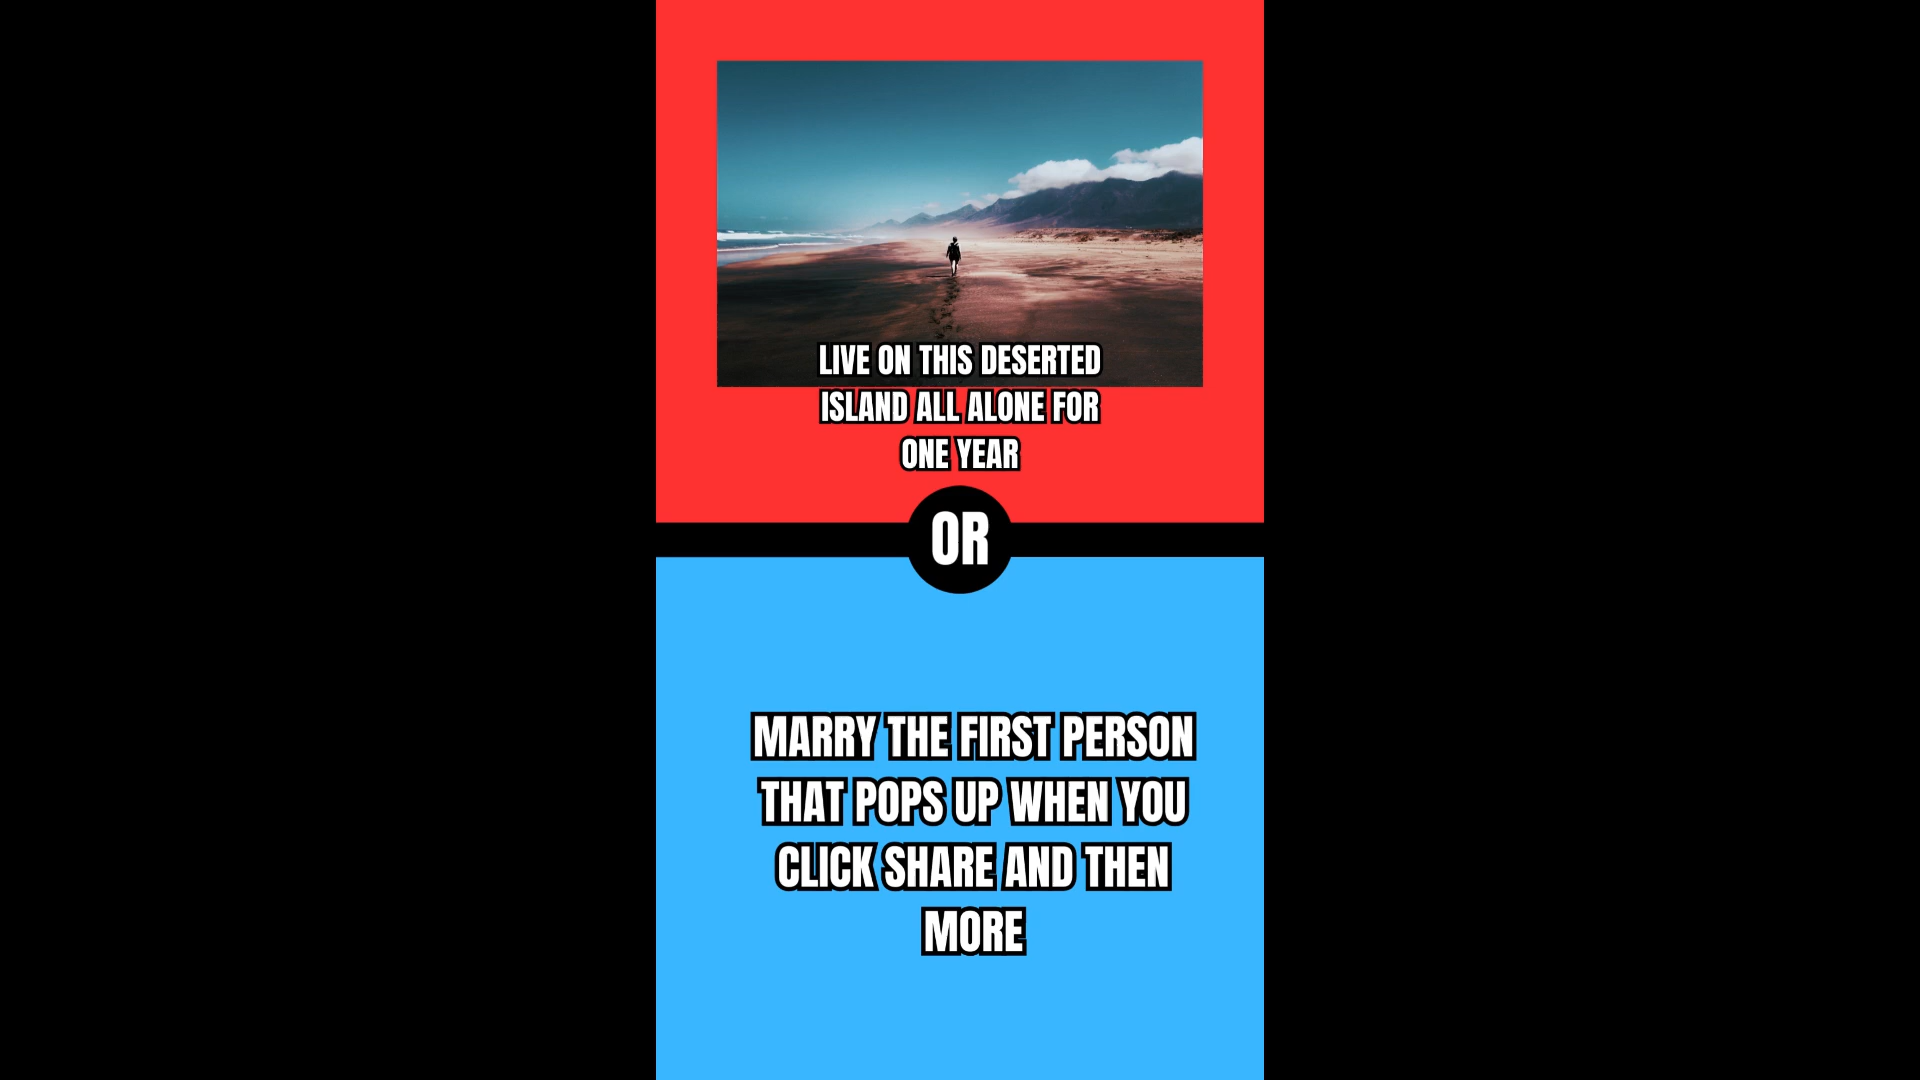 LIVE ON THIS DESERTED
ISLAND ALL ALONE FOR
ONE YEAR
OR
MARRY THE FIRST PERSON
THAT POPS UP WHEN YOU
CLICK SHARE AND THEN
MORE